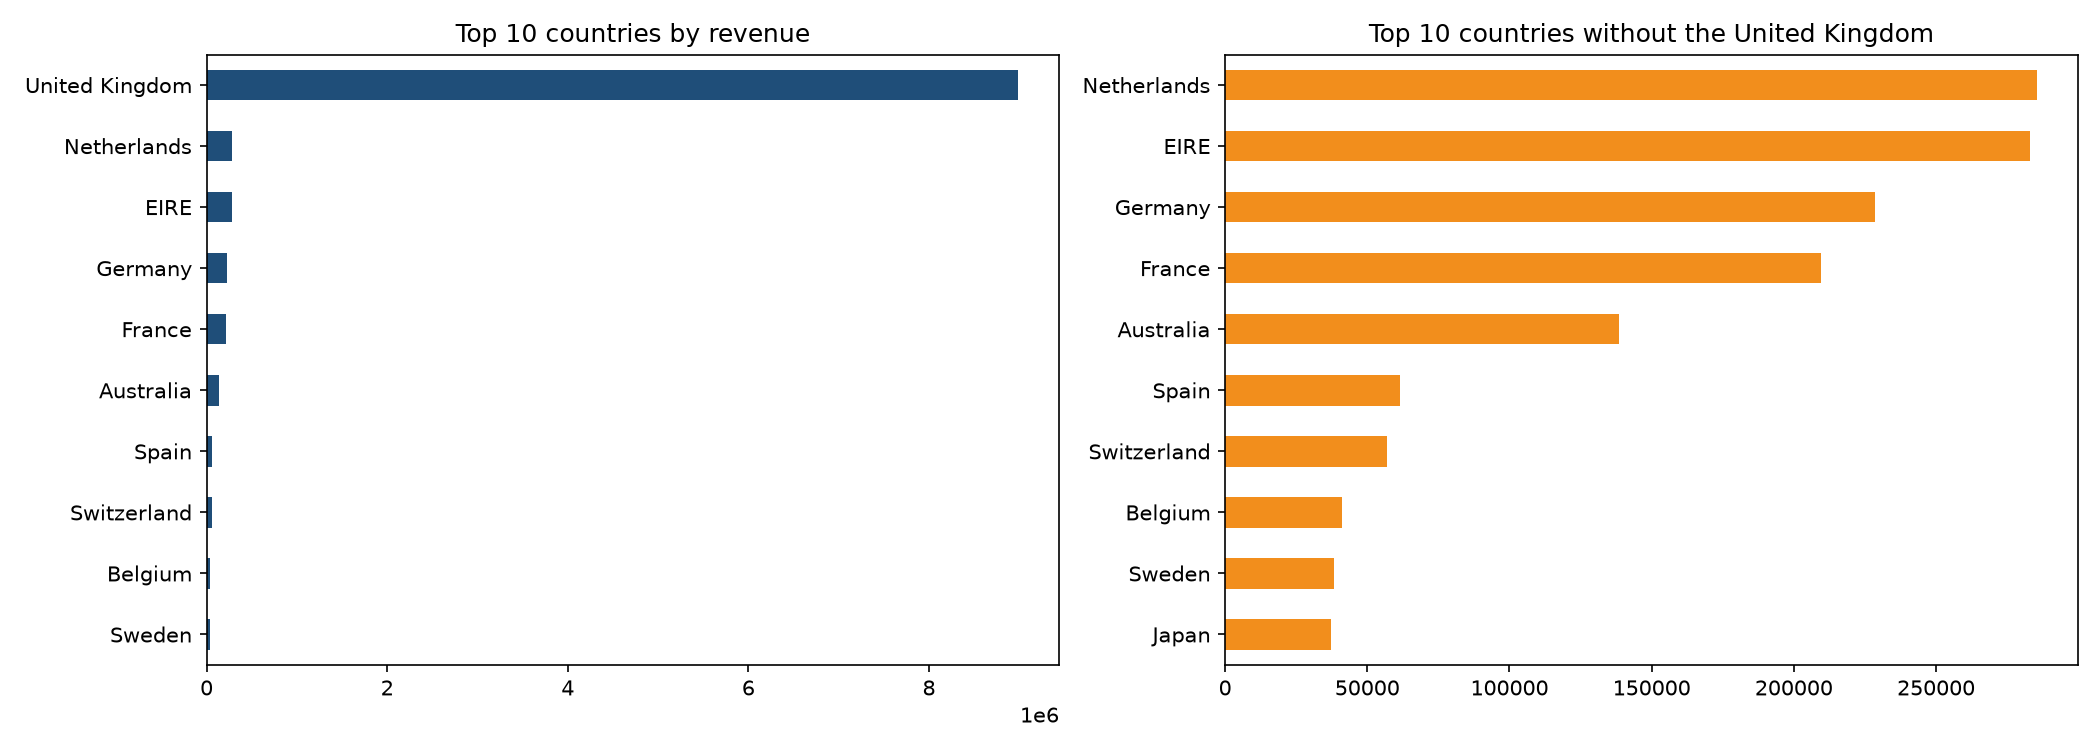 Top 10 countries by revenue
United Kingdom
Netherlands
EIRE
Germany
France
Australia
Spain
Switzerland
Belgium
Sweden
0 2 4 6 8
1e6
Top 10 countries without the United Kingdom
Netherlands
EIRE
Germany
France
Australia
Spain
Switzerland
Belgium
Sweden
Japan
0 50000 100000 150000 200000 250000